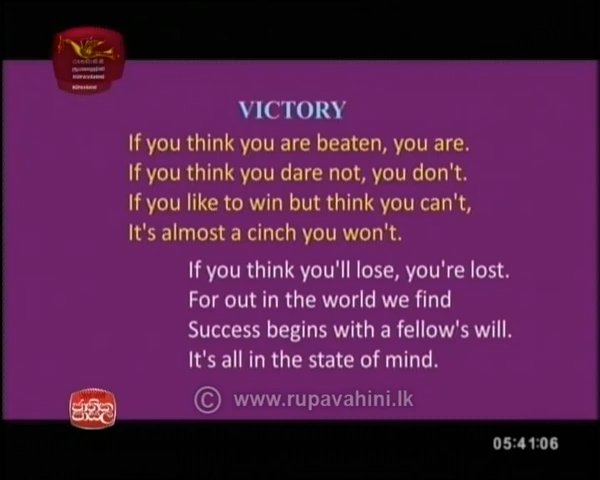 VICTORY
If you think you are beaten, you are.
If you think you dare not, you don't.
If you like to win but think you can't,
It's almost a cinch you won't.
If you think you'll lose, you're lost.
For out in the world we find
Success begins with a fellow's will.
It's all in the state of mind.
© www.rupavahini.lk
05:41:06